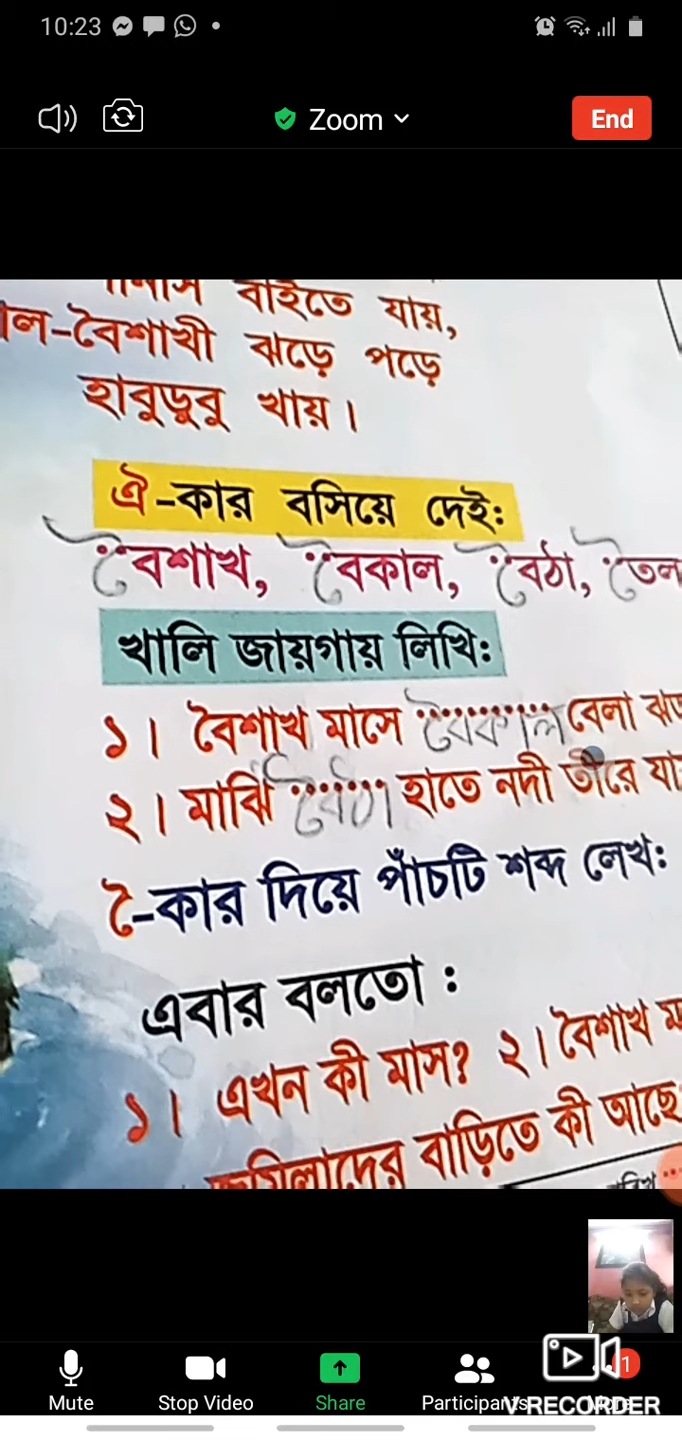 10:23
Zoom
End
বাইতে যায়,
বৈশাখী ঝড়ে পড়ে
হাবুডুবু খায়।
ঐ-কার বসিয়ে দেই:
বৈশাখ, বৈকাল, বৈঠা, তৈল
খালি জায়গায় লিখি:
১। বৈশাখ মাসে বৈকাল বেলা
২। মাঝি বৈঠা হাতে নদী তীরে
ৈ-কার দিয়ে পাঁচটি শব্দ লেখ:
এবার বলতো :
১। এখন কী মাস? ২। বৈশাখ
বাড়িতে কী আছে
1
Mute
Stop Video
Share
Participants
V-RECORDER